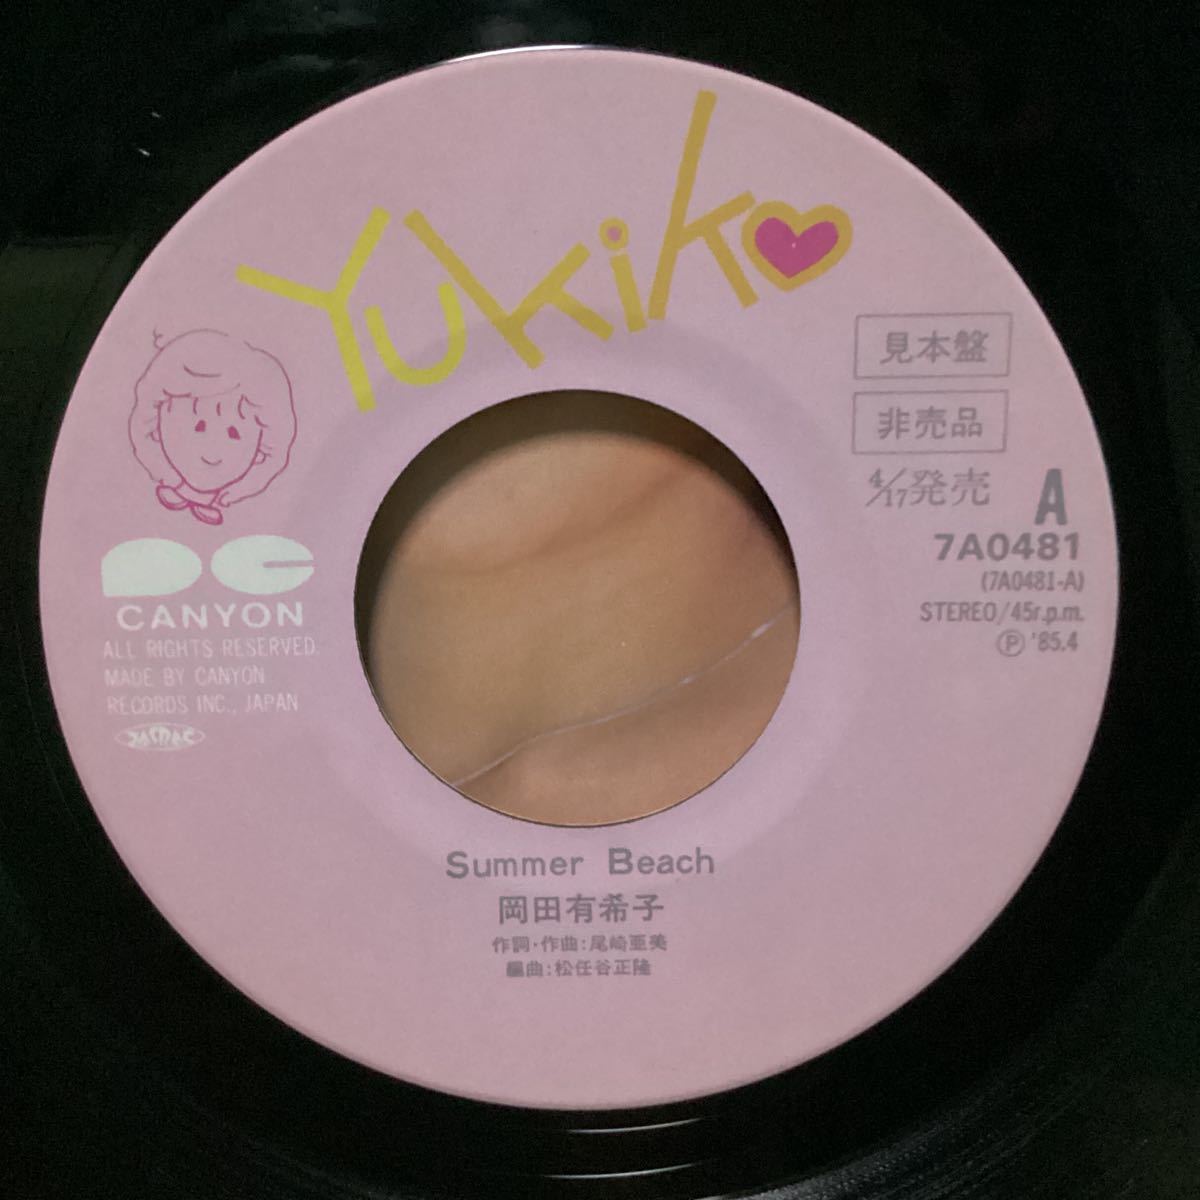 Yukiko
見本盤
非売品
4/17発売
A
7A0481
(7A0481-A)
STEREO/45r.p.m.
Ⓟ '85.4
CANYON
ALL RIGHTS RESERVED.
MADE BY CANYON
RECORDS INC., JAPAN
JASRAC
Summer Beach
岡田有希子
作詞・作曲:尾崎亜美
編曲:松任谷正隆